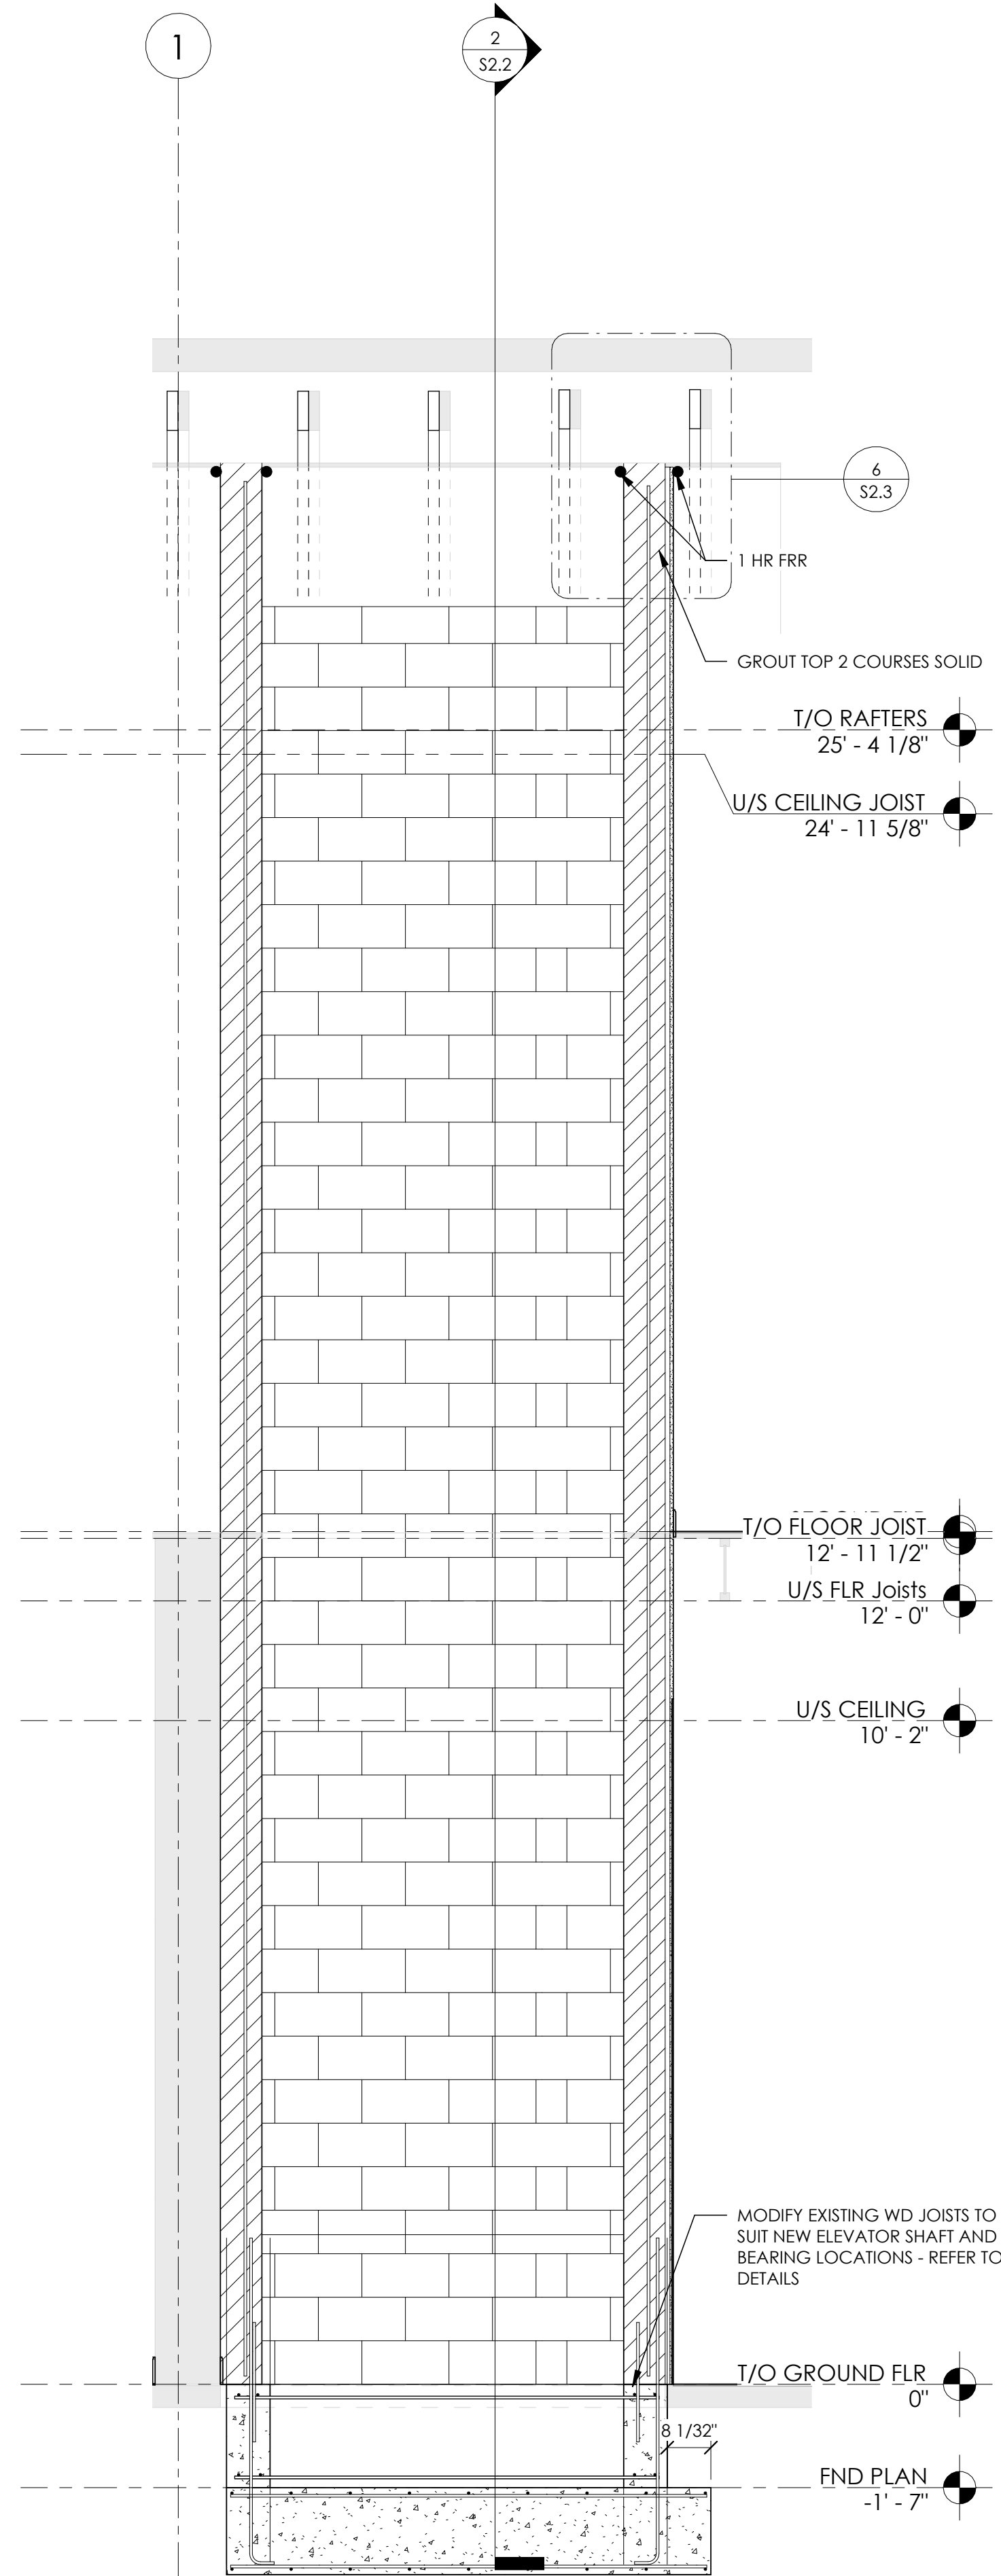 1
2
S2.2
6
S2.3
1 HR FRR
GROUT TOP 2 COURSES SOLID
T/O RAFTERS
25' - 4 1/8"
U/S CEILING JOIST
24' - 11 5/8"
T/O FLOOR JOIST
12' - 11 1/2"
U/S FLR Joists
12' - 0"
U/S CEILING
10' - 2"
MODIFY EXISTING WD JOISTS TO
SUIT NEW ELEVATOR SHAFT AND
BEARING LOCATIONS - REFER TO
DETAILS
T/O GROUND FLR
0"
8 1/32"
FND PLAN
-1' - 7"